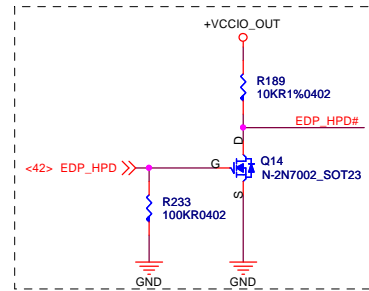 +VCCIO_OUT
R189
10KR1%0402
EDP_HPD#
D
G
Q14
<42> EDP_HPD
N-2N7002_SOT23
S
R233
100KR0402
GND
GND